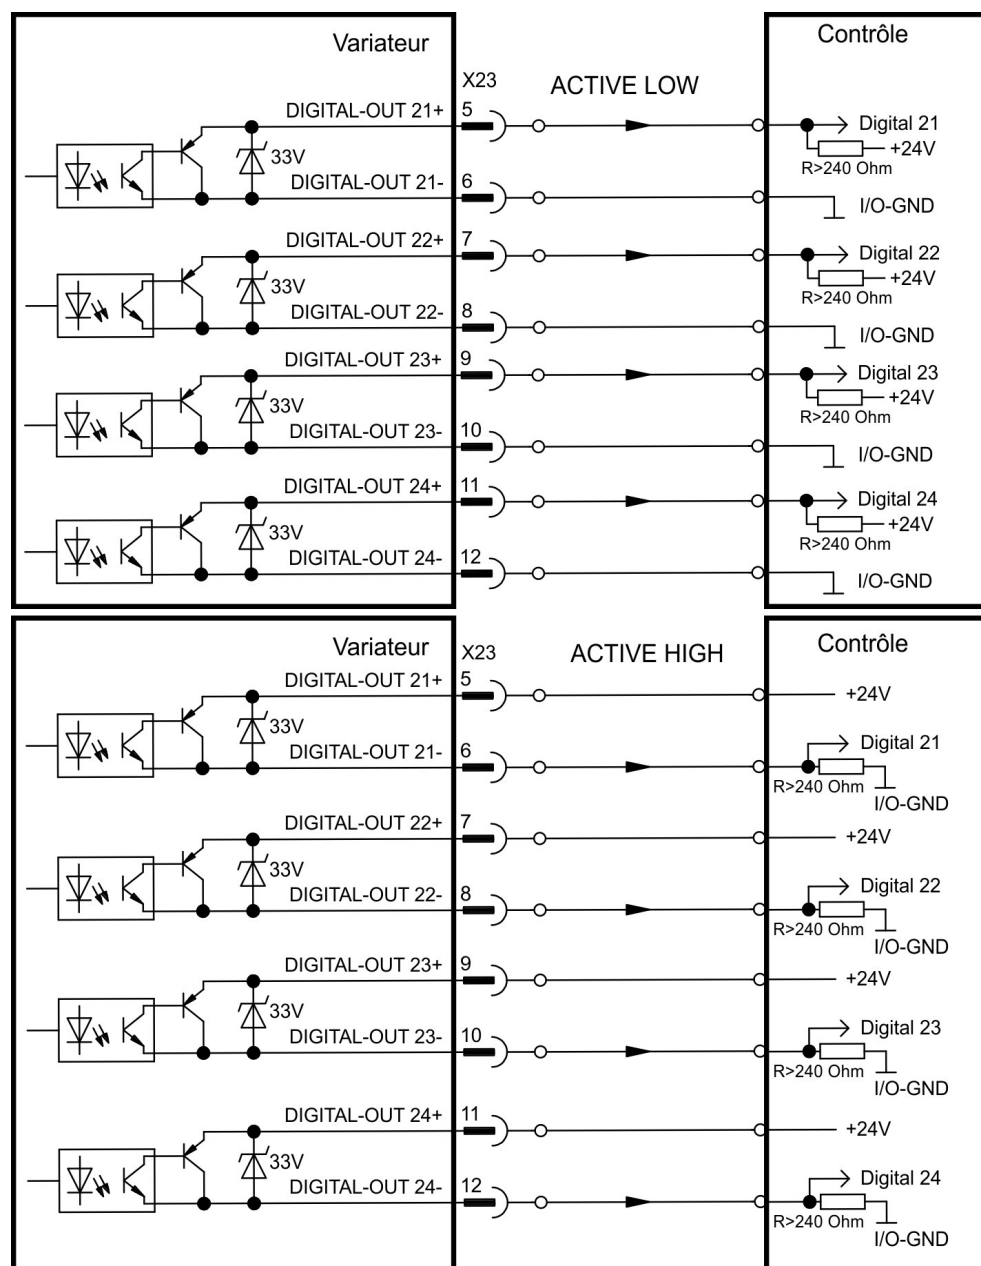 Variateur
Contrôle
X23
ACTIVE LOW
DIGITAL-OUT 21+
5
Digital 21
+24V
R>240 Ohm
33V
DIGITAL-OUT 21-
6
I/O-GND
DIGITAL-OUT 22+
7
Digital 22
+24V
R>240 Ohm
33V
DIGITAL-OUT 22-
8
I/O-GND
DIGITAL-OUT 23+
9
Digital 23
+24V
R>240 Ohm
33V
DIGITAL-OUT 23-
10
I/O-GND
DIGITAL-OUT 24+
11
Digital 24
+24V
R>240 Ohm
33V
DIGITAL-OUT 24-
12
I/O-GND
Variateur
Contrôle
X23
ACTIVE HIGH
DIGITAL-OUT 21+
5
+24V
33V
DIGITAL-OUT 21-
6
Digital 21
R>240 Ohm
I/O-GND
DIGITAL-OUT 22+
7
+24V
33V
DIGITAL-OUT 22-
8
Digital 22
R>240 Ohm
I/O-GND
DIGITAL-OUT 23+
9
+24V
33V
DIGITAL-OUT 23-
10
Digital 23
R>240 Ohm
I/O-GND
DIGITAL-OUT 24+
11
+24V
33V
DIGITAL-OUT 24-
12
Digital 24
R>240 Ohm
I/O-GND